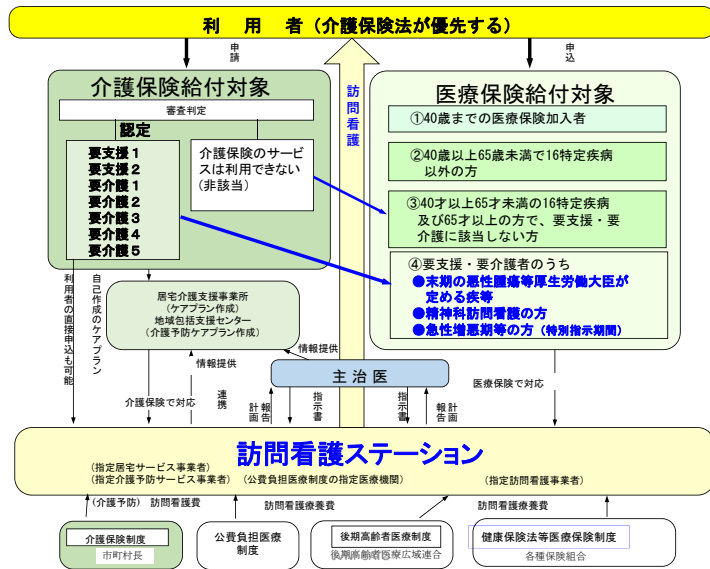 利 用 者 (介護保険法が優先する)
申請
申込
介護保険給付対象
審査判定
認定
要支援1
要支援2
要介護1
要介護2
要介護3
要介護4
要介護5
介護保険のサービ
スは利用できない
(非該当)
訪問看護
医療保険給付対象
①40歳までの医療保険加入者
②40歳以上65歳未満で16特定疾病
以外の方
③40才以上65才未満の16特定疾病
及び65才以上の方で、要支援・要
介護に該当しない方
④要支援・要介護者のうち
●末期の悪性腫瘍等厚生労働大臣が
定める疾等
●精神科訪問看護の方
●急性増悪期等の方(特別指示期間)
利用者の直接申込も可能
自己作成のケアプラン
居宅介護支援事業所
(ケアプラン作成)
地域包括支援センター
(介護予防ケアプラン作成)
情報提供
情報提供
主治医
介護保険で対応
連携
計画
報告
指示書
指示書
報告
計画
医療保険で対応
訪問看護ステーション
(指定居宅サービス事業者)
(指定介護予防サービス事業者)
(公費負担医療制度の指定医療機関)
(指定訪問看護事業者)
(介護予防) 訪問看護費
訪問看護療養費
訪問看護療養費
訪問看護療養費
介護保険制度
市町村長
公費負担医療
制度
後期高齢者医療制度
後期高齢者医療広域連合
健康保険法等医療保険制度
各種保険組合